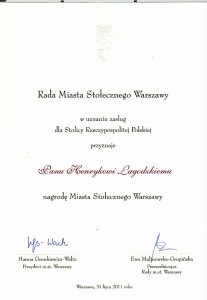 Rada Miasta Stołecznego Warszawy
w uznaniu zasług
dla Stolicy Rzeczypospolitej Polskiej
przyznaje
Panu Henrykowi Łagodzkiemu
nagrodę Miasta Stołecznego Warszawy
Hanna Gronkiewicz-Waltz
Prezydent m.st. Warszawy
Ewa Malinowska-Grupińska
Przewodnicząca
Rady m.st. Warszawy
Warszawa, 31 lipca 2011 roku